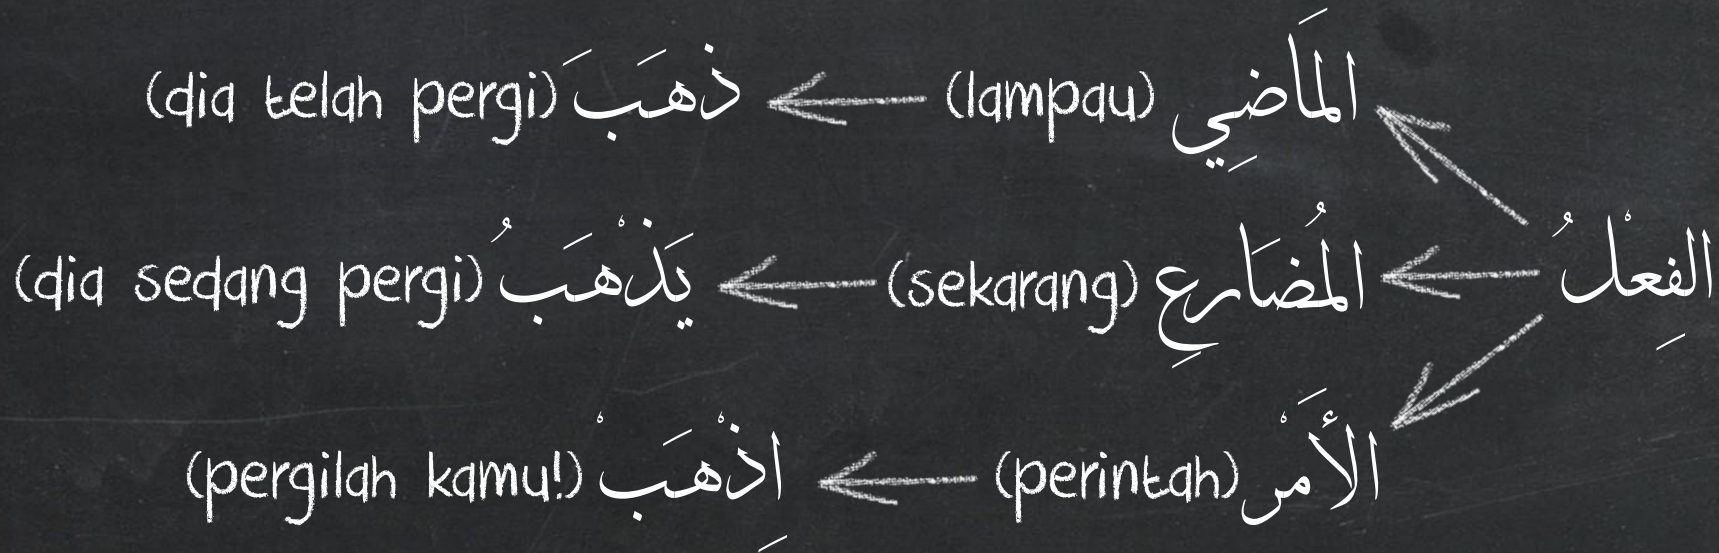 المَاضِي (lampau) ذَهَبَ (dia telah pergi)
الفِعْلُ المُضَارِعِ (sekarang) يَذْهَبُ (dia sedang pergi)
الأَمْر (perintah) اِذْهَبْ (pergilah kamu!)